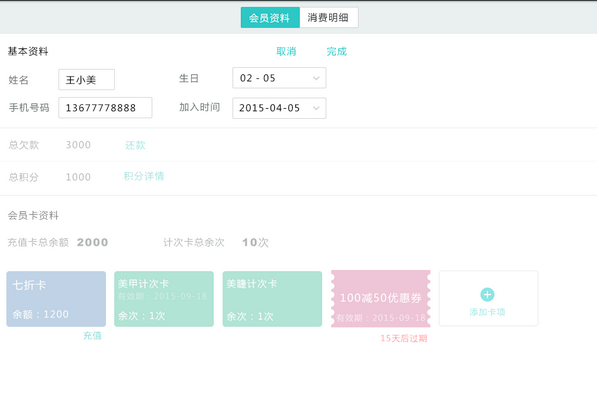 会员资料 消费明细
基本资料 取消 完成
姓名 王小美 生日 02 - 05
手机号码 13677778888 加入时间 2015-04-05
总欠款 3000 还款
总积分 1000 积分详情
会员卡资料
充值卡总余额 2000 计次卡总余次 10次
七折卡
余额：1200
充值
美甲计次卡
有效期：2015-09-18
余次：1次
美睫计次卡
余次：1次
100减50优惠券
有效期：2015-09-18
15天后过期
添加卡项